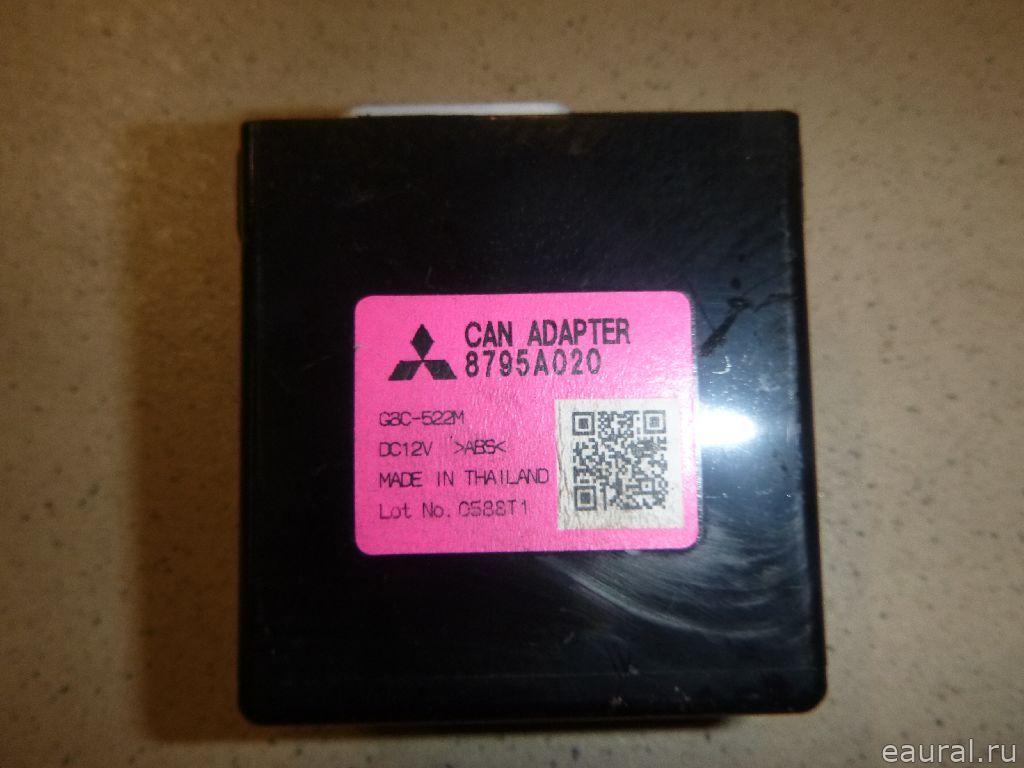 CAN ADAPTER
8795A020
G8C-522M
DC12V >ABS<
MADE IN THAILAND
Lot No. C588T1
eaural.ru